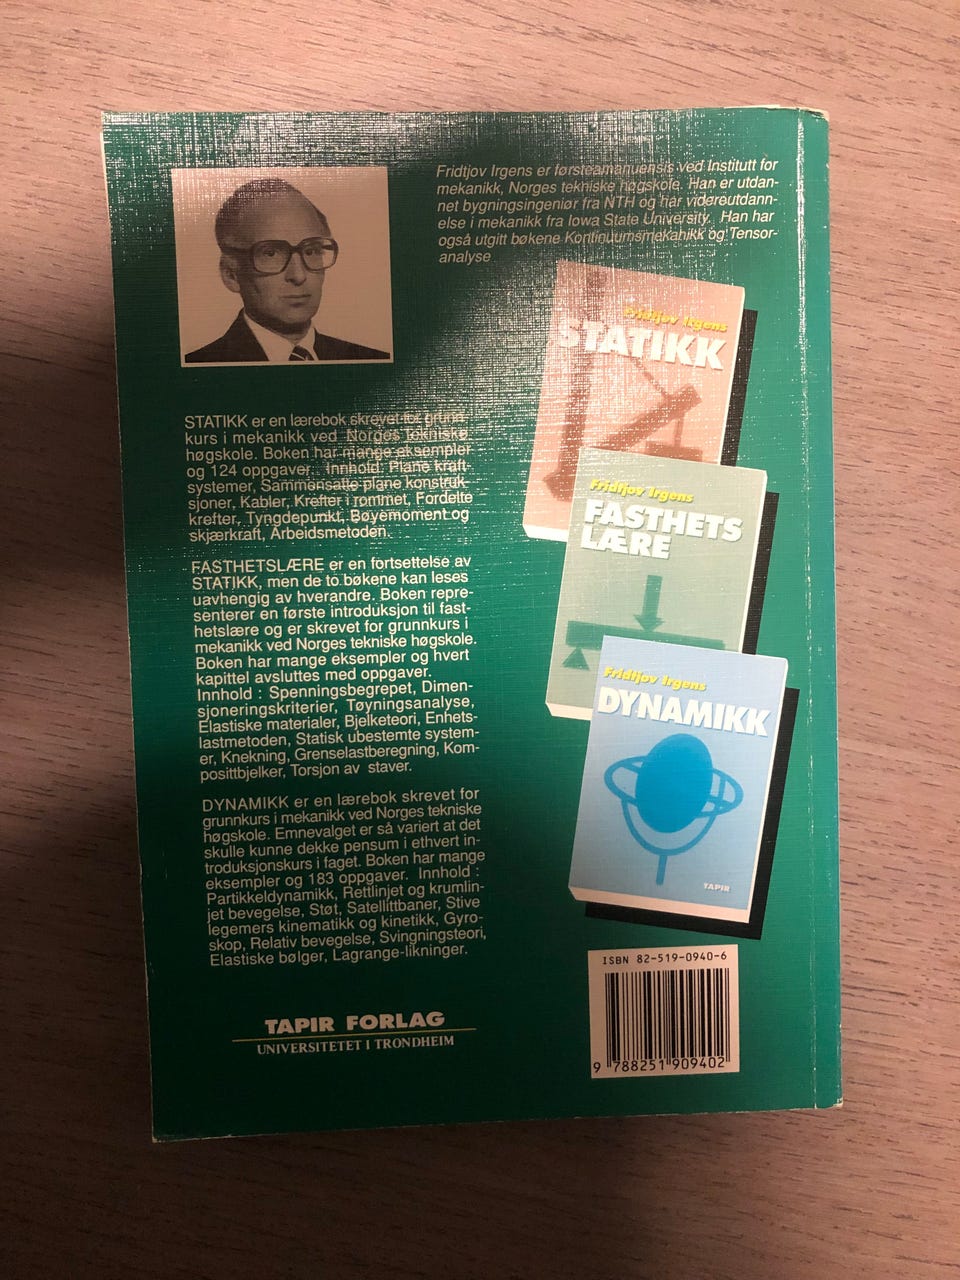 Fridtjov Irgens er førsteamanuensis ved Institutt for
mekanikk, Norges tekniske høgskole. Han er utdan-
net bygningsingeniør fra NTH og har videreutdann-
else i mekanikk fra Iowa State University. Han har
også utgitt bøkene Kontinuumsmekanikk og Tensor-
analyse
STATIKK er en lærebok skrevet for grunn-
kurs i mekanikk ved Norges tekniske
høgskole. Boken har mange eksempler
og 124 oppgaver. Innhold: Plane kraft-
systemer, Sammensatte plane konstruk-
sjoner, Kabler, Krefter i rommet, Fordelte
krefter, Tyngdepunkt, Bøyemoment og
skjærkraft, Arbeidsmetoden.
FASTHETSLÆRE er en fortsettelse av
STATIKK, men de to bøkene kan leses
uavhengig av hverandre. Boken repre-
senterer en første introduksjon til fast-
hetslære og er skrevet for grunnkurs i
mekanikk ved Norges tekniske høgskole.
Boken har mange eksempler og hvert
kapittel avsluttes med oppgaver.
Innhold : Spenningsbegrepet, Dimen-
sjoneringskriterier, Tøyningsanalyse,
Elastiske materialer, Bjelketeori, Enhets-
lastmetoden, Statisk ubestemte system-
er, Knekning, Grenselastberegning, Kom-
posittbjelker, Torsjon av staver.
DYNAMIKK er en lærebok skrevet for
grunnkurs i mekanikk ved Norges tekniske
høgskole. Emnevalget er så variert at det
skulle kunne dekke pensum i ethvert in-
troduksjonskurs i faget. Boken har mange
eksempler og 183 oppgaver. Innhold :
Partikkeldynamikk, Rettlinjet og krumlin-
jet bevegelse, Støt, Satellittbaner, Stive
legemers kinematikk og kinetikk, Gyro-
skop, Relativ bevegelse, Svingningsteori,
Elastiske bølger, Lagrange-likninger.
TAPIR FORLAG
UNIVERSITETET I TRONDHEIM
Fridtjov Irgens
STATIKK
Fridtjov Irgens
FASTHETS
LÆRE
Fridtjov Irgens
DYNAMIKK
TAPIR
ISBN 82-519-0940-6
9 788251 909402